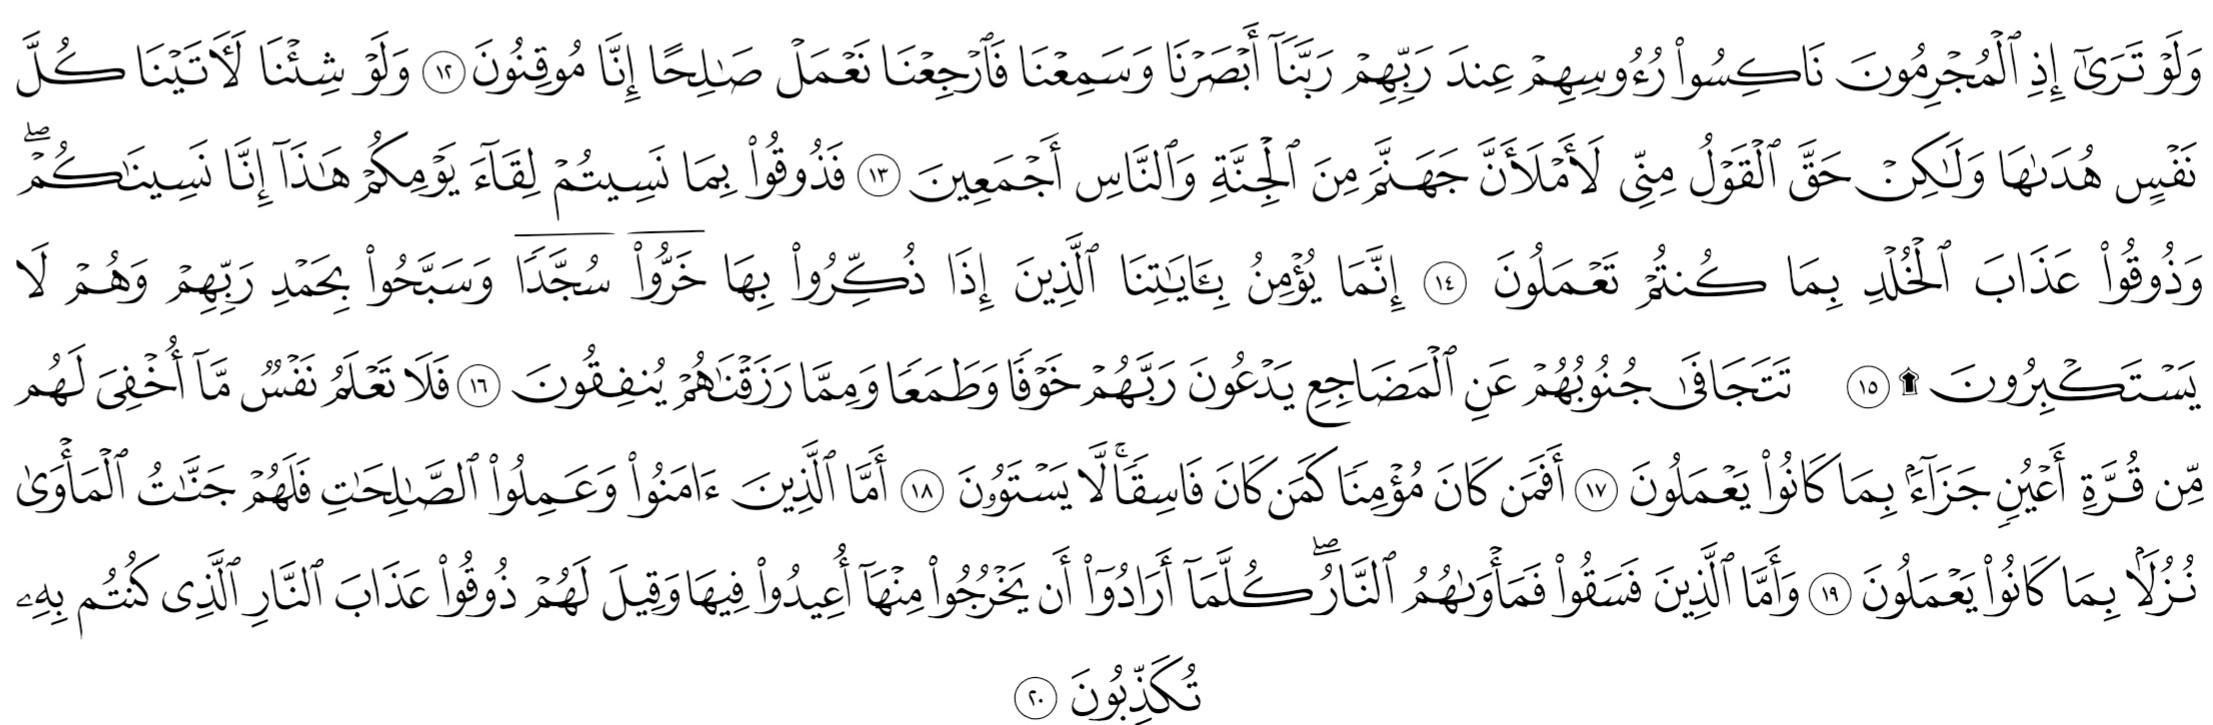 وَلَوْ تَرَىٰٓ إِذِ ٱلْمُجْرِمُونَ نَاكِسُوا۟ رُءُوسِهِمْ عِندَ رَبِّهِمْ رَبَّنَآ أَبْصَرْنَا وَسَمِعْنَا فَٱرْجِعْنَا نَعْمَلْ صَـٰلِحًا إِنَّا مُوقِنُونَ ١٢ وَلَوْ شِئْنَا لَـَٔاتَيْنَا كُلَّ
نَفْسٍ هُدَىٰهَا وَلَـٰكِنْ حَقَّ ٱلْقَوْلُ مِنِّى لَأَمْلَأَنَّ جَهَنَّمَ مِنَ ٱلْجِنَّةِ وَٱلنَّاسِ أَجْمَعِينَ ١٣ فَذُوقُوا۟ بِمَا نَسِيتُمْ لِقَآءَ يَوْمِكُمْ هَـٰذَآ إِنَّا نَسِينَـٰكُمْ ۖ
وَذُوقُوا۟ عَذَابَ ٱلْخُلْدِ بِمَا كُنتُمْ تَعْمَلُونَ ١٤ إِنَّمَا يُؤْمِنُ بِـَٔايَـٰتِنَا ٱلَّذِينَ إِذَا ذُكِّرُوا۟ بِهَا خَرُّوا۟ سُجَّدًا وَسَبَّحُوا۟ بِحَمْدِ رَبِّهِمْ وَهُمْ لَا
يَسْتَكْبِرُونَ ۩ ١٥ تَتَجَافَىٰ جُنُوبُهُمْ عَنِ ٱلْمَضَاجِعِ يَدْعُونَ رَبَّهُمْ خَوْفًا وَطَمَعًا وَمِمَّا رَزَقْنَـٰهُمْ يُنفِقُونَ ١٦ فَلَا تَعْلَمُ نَفْسٌ مَّآ أُخْفِىَ لَهُم
مِّن قُرَّةِ أَعْيُنٍ جَزَآءًۢ بِمَا كَانُوا۟ يَعْمَلُونَ ١٧ أَفَمَن كَانَ مُؤْمِنًا كَمَن كَانَ فَاسِقًا ۚ لَّا يَسْتَوُۥنَ ١٨ أَمَّا ٱلَّذِينَ ءَامَنُوا۟ وَعَمِلُوا۟ ٱلصَّـٰلِحَـٰتِ فَلَهُمْ جَنَّـٰتُ ٱلْمَأْوَىٰ
نُزُلًۢا بِمَا كَانُوا۟ يَعْمَلُونَ ١٩ وَأَمَّا ٱلَّذِينَ فَسَقُوا۟ فَمَأْوَىٰهُمُ ٱلنَّارُ ۖ كُلَّمَآ أَرَادُوٓا۟ أَن يَخْرُجُوا۟ مِنْهَآ أُعِيدُوا۟ فِيهَا وَقِيلَ لَهُمْ ذُوقُوا۟ عَذَابَ ٱلنَّارِ ٱلَّذِى كُنتُم بِهِۦ
تُكَذِّبُونَ ٢٠